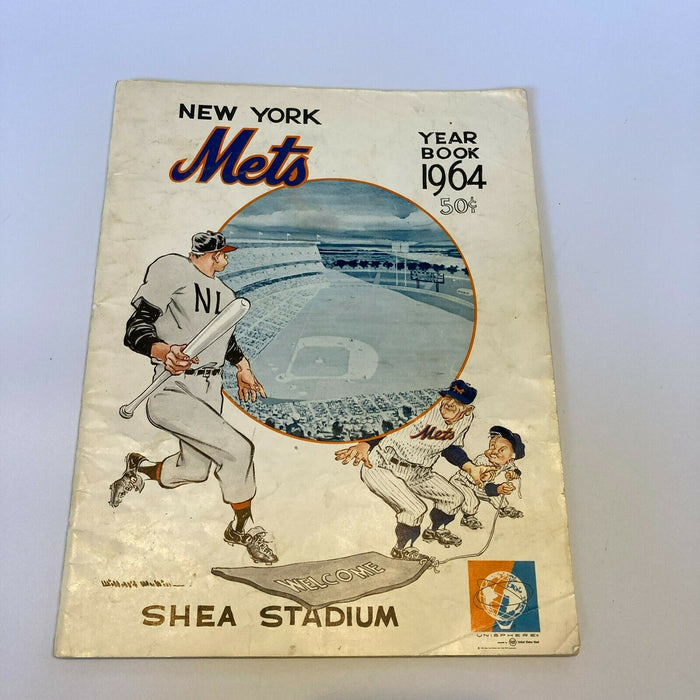 NEW YORK
Mets
YEAR
BOOK
1964
50¢
NL
Mets
WELCOME
SHEA STADIUM
UNISPHERE